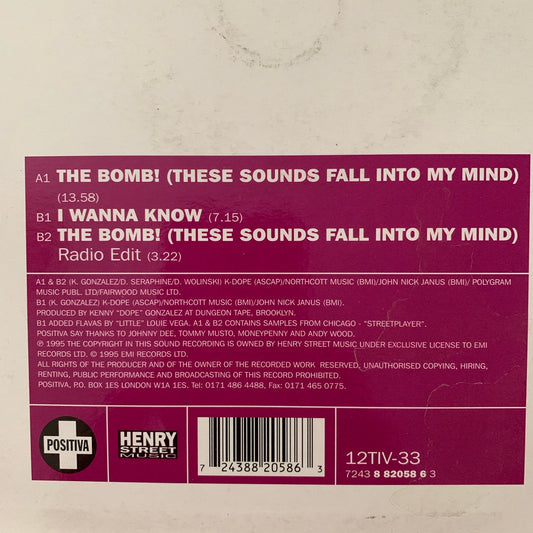 A1 THE BOMB! (THESE SOUNDS FALL INTO MY MIND)
(13.58)
B1 I WANNA KNOW (7.15)
B2 THE BOMB! (THESE SOUNDS FALL INTO MY MIND)
Radio Edit (3.22)
A1 & B2 (K. GONZALEZ/D. SERAPHINE/D. WOLINSKI) K-DOPE (ASCAP)/NORTHCOTT MUSIC (BMI)/JOHN NICK JANUS (BMI)/ POLYGRAM
MUSIC PUBL. LTD/FAIRWOOD MUSIC LTD.
B1 (K. GONZALEZ) K-DOPE (ASCAP)/NORTHCOTT MUSIC (BMI)/JOHN NICK JANUS (BMI).
PRODUCED BY KENNY "DOPE" GONZALEZ AT DUNGEON TAPE, BROOKLYN.
B1 ADDED FLAVAS BY "LITTLE" LOUIE VEGA. A1 & B2 CONTAINS SAMPLES FROM CHICAGO - "STREETPLAYER".
POSITIVA SAY THANKS TO JOHNNY DEE, TOMMY MUSTO, MONEYPENNY AND ANDY WOOD.
℗ 1995 THE COPYRIGHT IN THIS SOUND RECORDING IS OWNED BY HENRY STREET MUSIC UNDER EXCLUSIVE LICENSE TO EMI
RECORDS LTD. © 1995 EMI RECORDS LTD.
ALL RIGHTS OF THE PRODUCER AND OF THE OWNER OF THE RECORDED WORK RESERVED. UNAUTHORISED COPYING, HIRING,
RENTING, PUBLIC PERFORMANCE AND BROADCASTING OF THIS RECORD PROHIBITED.
POSITIVA, P.O. BOX 1ES LONDON W1A 1ES. Tel: 0171 486 4488, Fax: 0171 465 0775.
POSITIVA
HENRY
STREET
MUSIC
7 24388 20586 3
12TIV-33
7243 8 82058 6 3